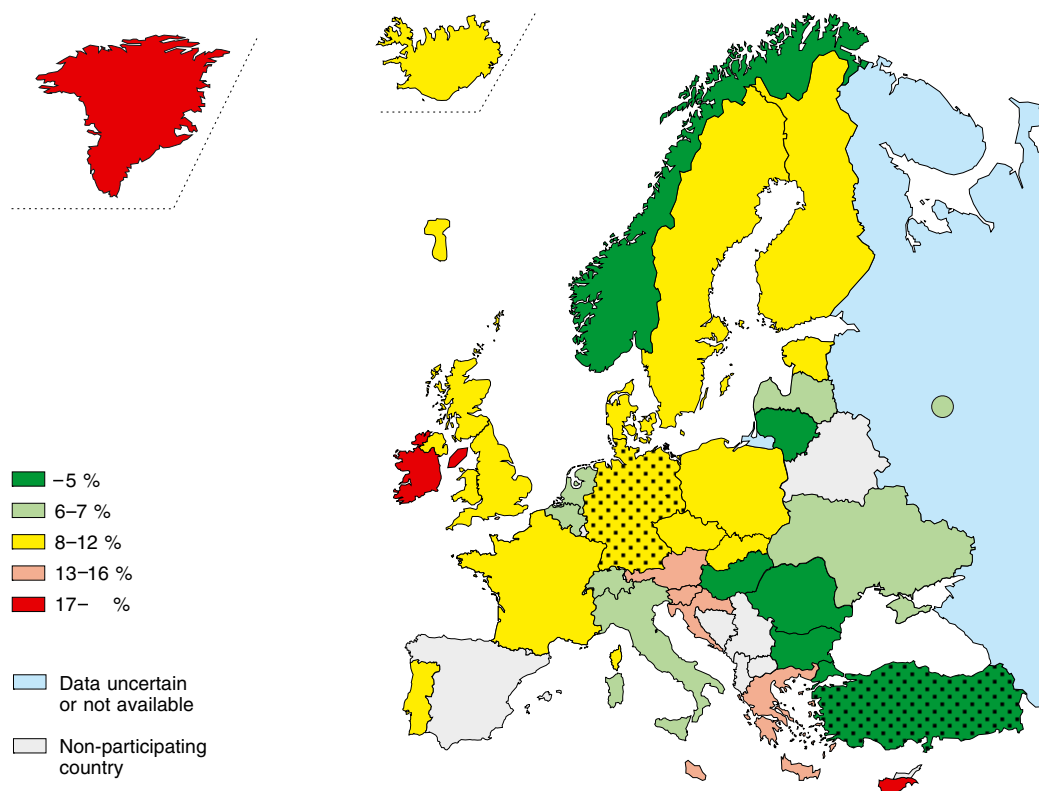 –5 %
6–7 %
8–12 %
13–16 %
17– %
Data uncertain
or not available
Non-participating
country